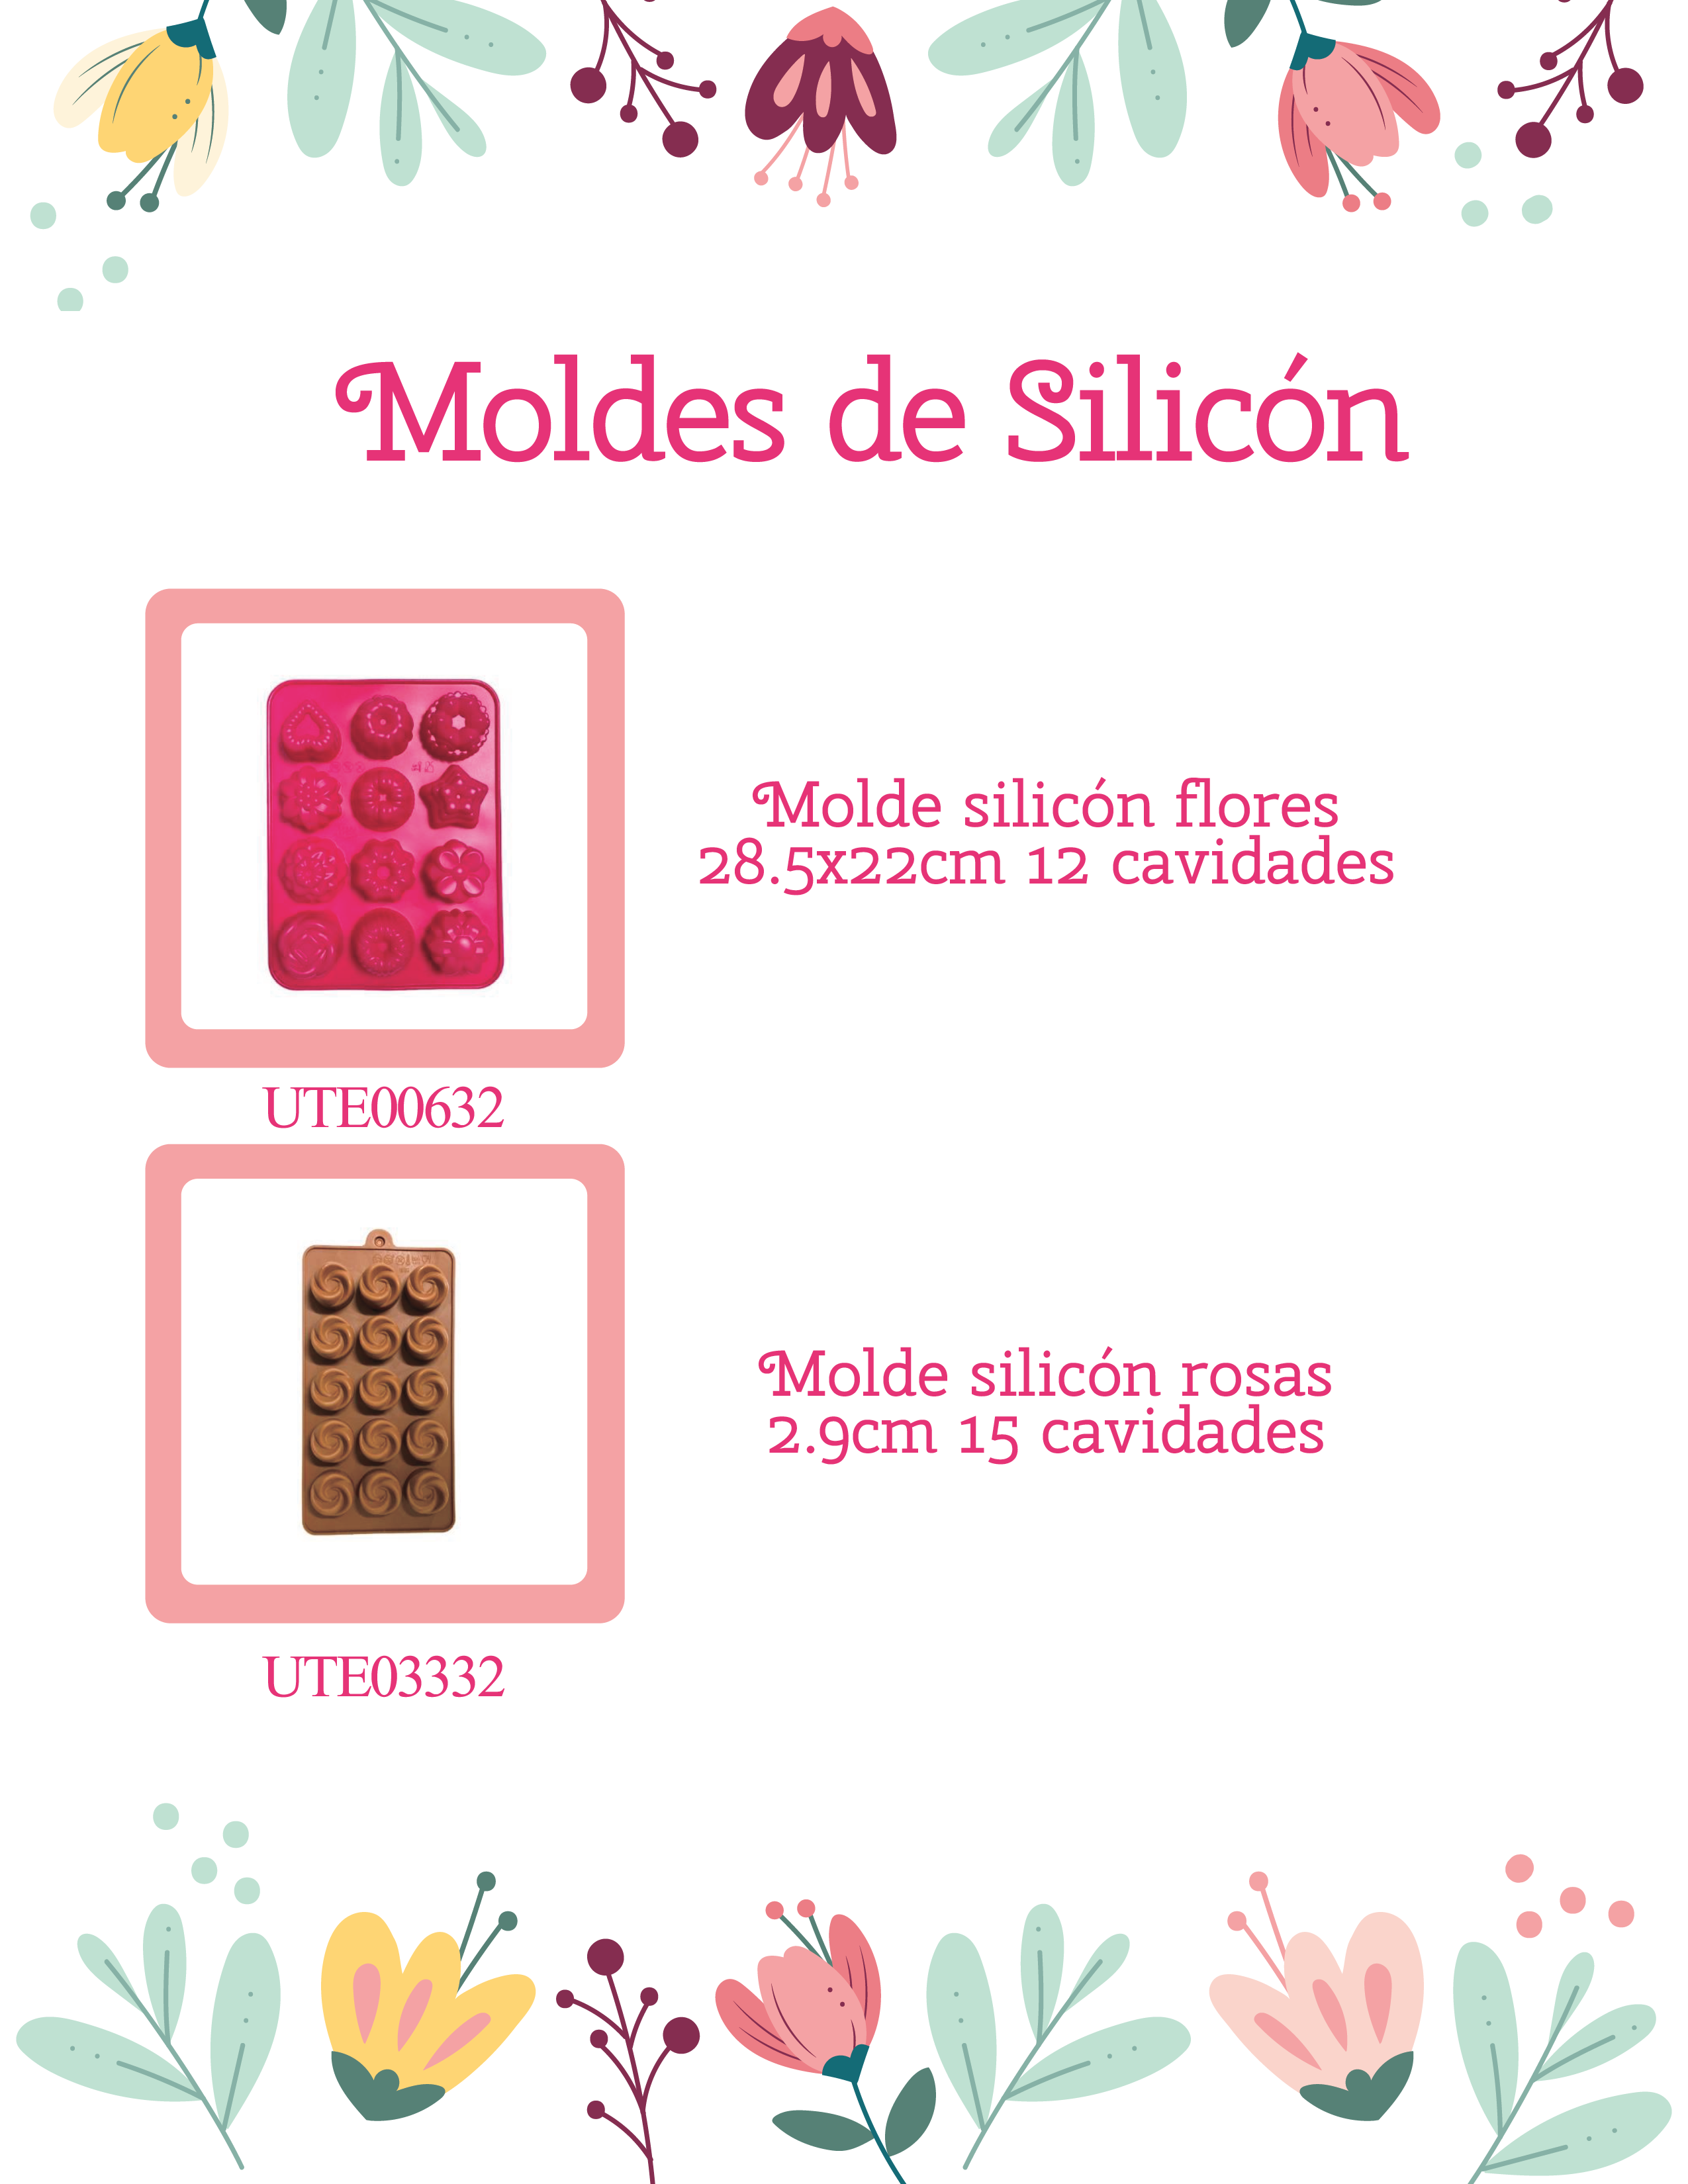 Moldes de Silicón
Molde silicón flores
28.5x22cm 12 cavidades
UTE00632
Molde silicón rosas
2.9cm 15 cavidades
UTE03332